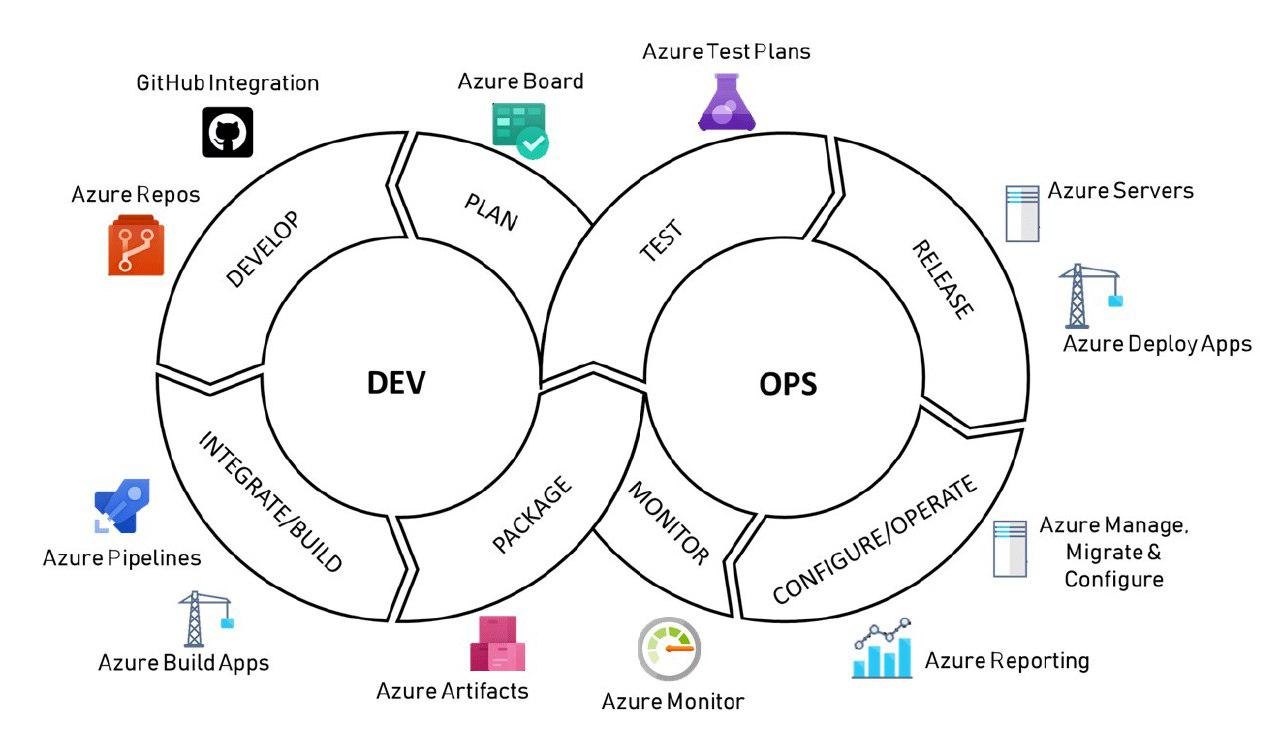 Azure Test Plans
GitHub Integration
Azure Board
Azure Repos
Azure Servers
PLAN
TEST
DEVELOP
RELEASE
Azure Deploy Apps
DEV
OPS
INTEGRATE/BUILD
PACKAGE
MONITOR
CONFIGURE/OPERATE
Azure Manage,
Migrate &
Configure
Azure Pipelines
Azure Build Apps
Azure Reporting
Azure Artifacts
Azure Monitor